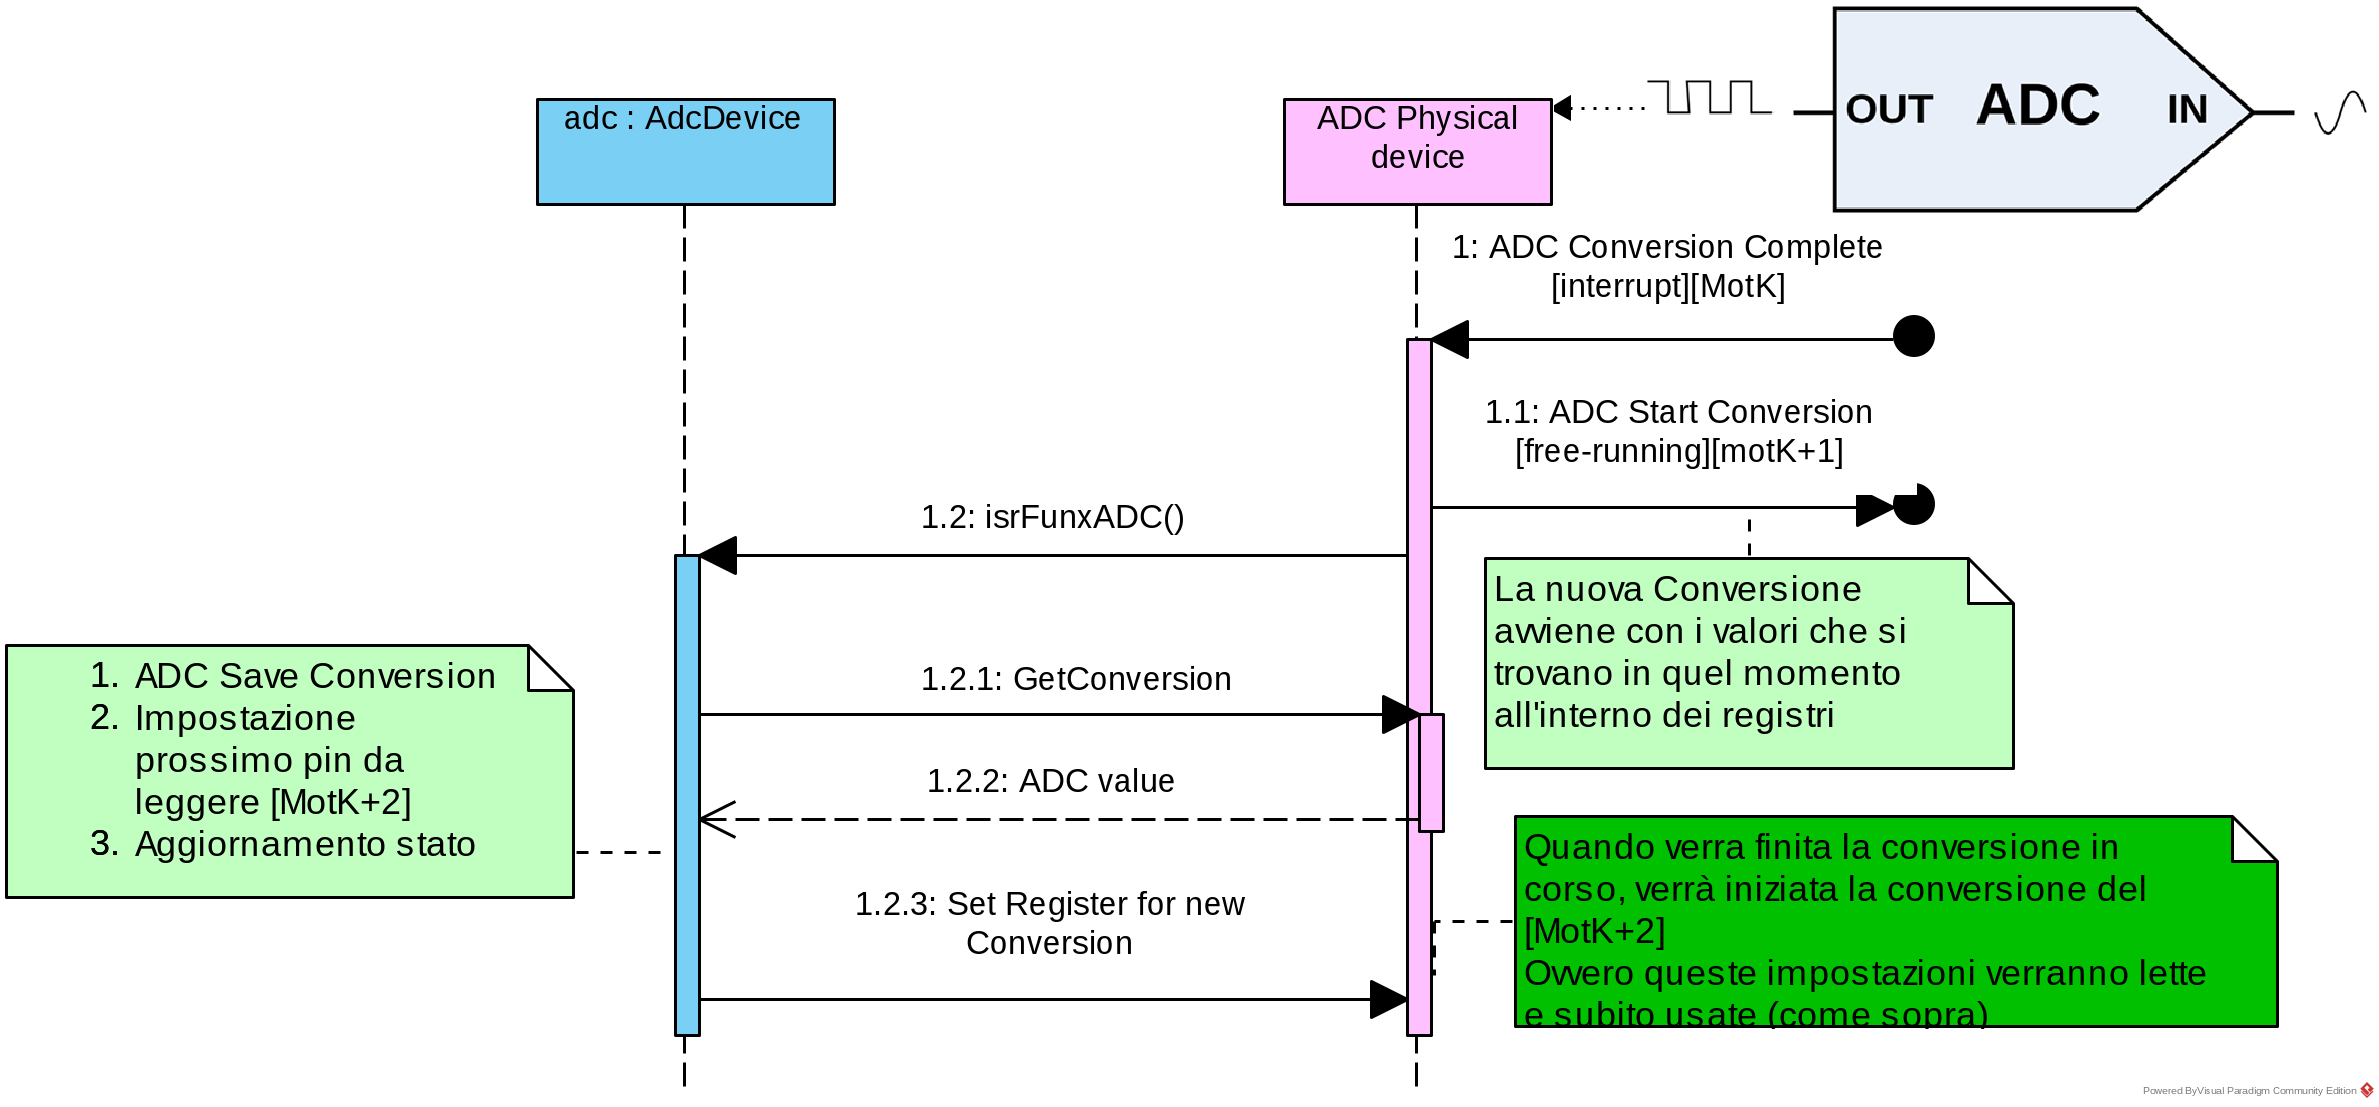 adc : AdcDevice
ADC Physical
device
OUT ADC IN
1: ADC Conversion Complete
[interrupt][MotK]
1.1: ADC Start Conversion
[free-running][motK+1]
1.2: isrFunxADC()
La nuova Conversione
avviene con i valori che si
trovano in quel momento
all'interno dei registri
1. ADC Save Conversion
2. Impostazione
prossimo pin da
leggere [MotK+2]
3. Aggiornamento stato
1.2.1: GetConversion
1.2.2: ADC value
1.2.3: Set Register for new
Conversion
Quando verra finita la conversione in
corso, verrà iniziata la conversione del
[MotK+2]
Ovvero queste impostazioni verranno lette
e subito usate (come sopra)
Powered By Visual Paradigm Community Edition